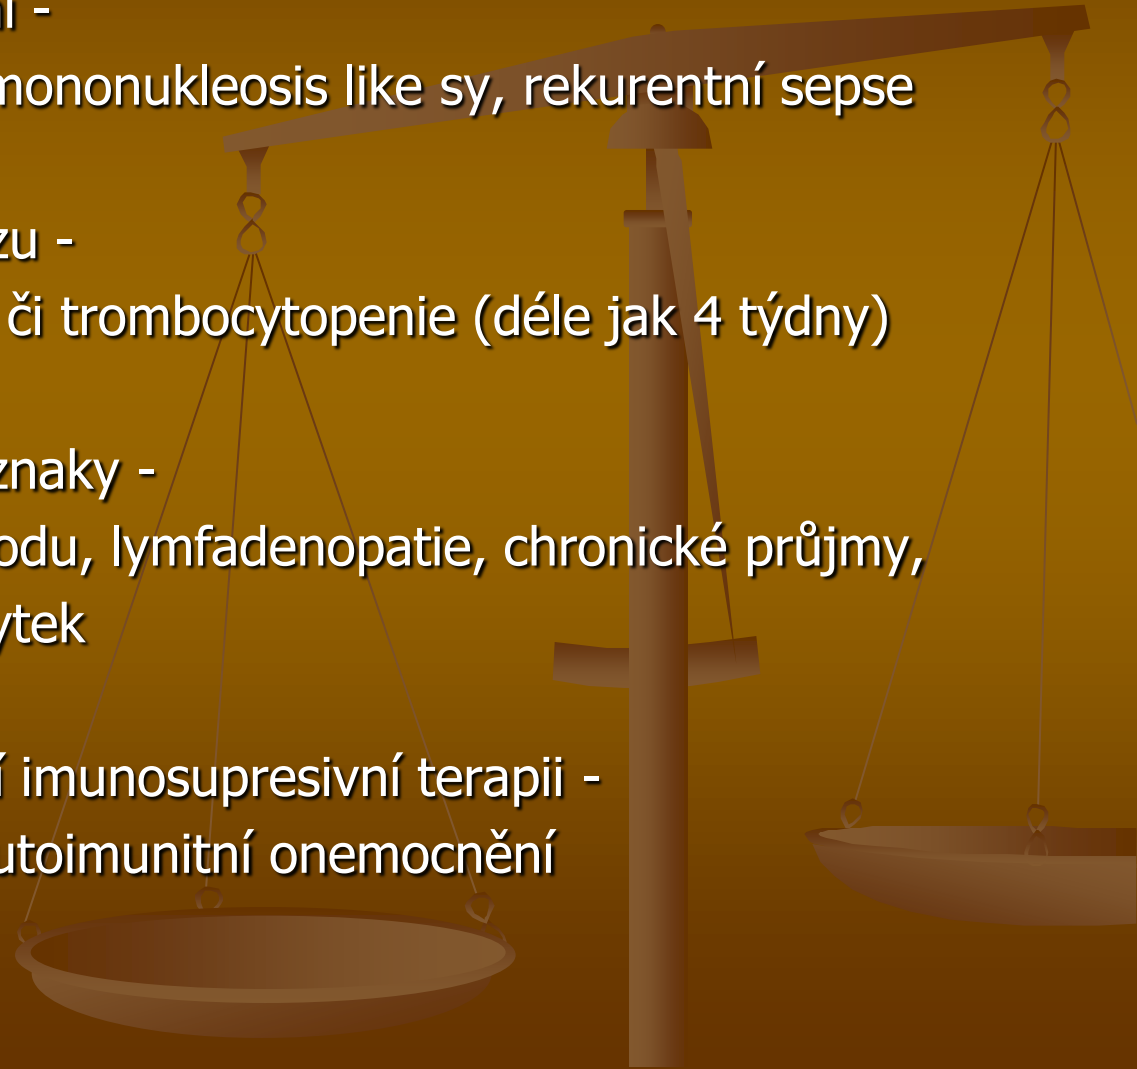 mononukleosis like sy, rekurentní sepse
zu -
či trombocytopenie (déle jak 4 týdny)
znaky -
odu, lymfadenopatie, chronické průjmy,
ytek
í imunosupresivní terapii -
utoimunitní onemocnění